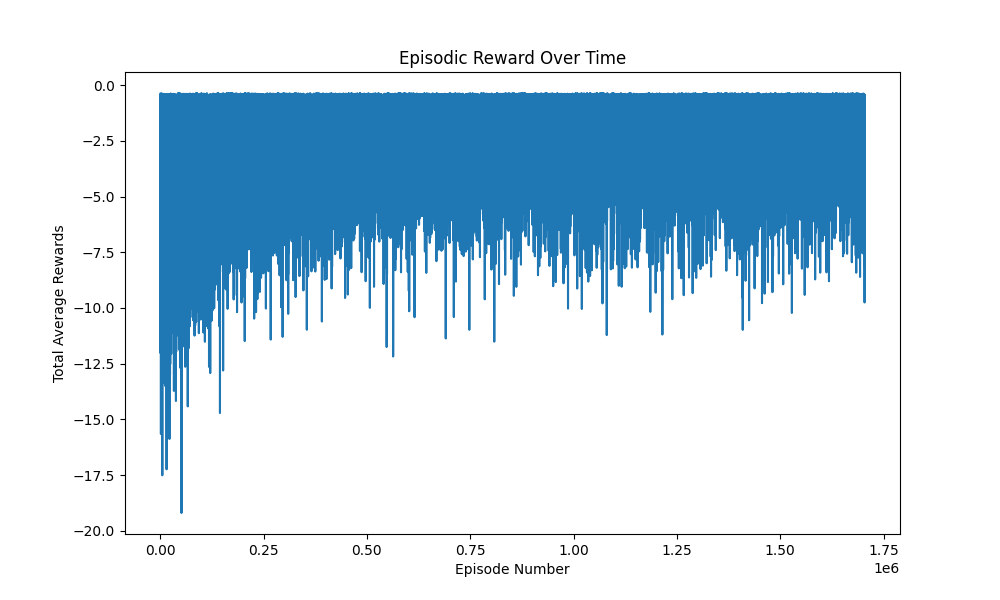 Episodic Reward Over Time
Total Average Rewards
0.0
−2.5
−5.0
−7.5
−10.0
−12.5
−15.0
−17.5
−20.0
0.00 0.25 0.50 0.75 1.00 1.25 1.50 1.75
1e6
Episode Number